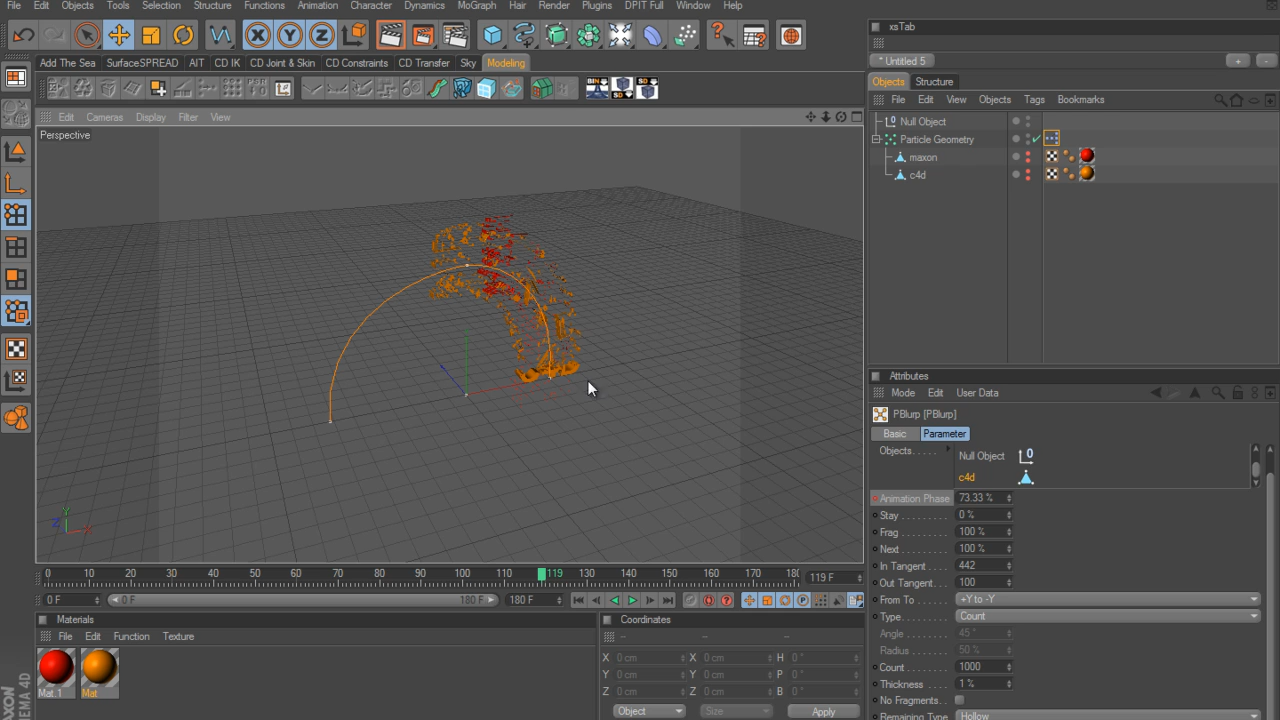 File Edit Objects Tools Selection Structure Functions Animation Character Dynamics MoGraph Hair Render Plugins DPIT Full Window Help
xsTab
* Untitled 5
Add The Sea SurfaceSPREAD AIT CD IK CD Joint & Skin CD Constraints CD Transfer Sky Modeling
Objects Structure
File Edit View Objects Tags Bookmarks
Edit Cameras Display Filter View
Perspective
Null Object
Particle Geometry
maxon
c4d
Attributes
Mode Edit User Data
PBlurp [PBlurp]
Basic Parameter
Objects. . . . . Null Object
c4d
Animation Phase 73.33 %
Stay . . . . . . . . . 0 %
Frag . . . . . . . . . 100 %
Next . . . . . . . . . 100 %
In Tangent . . . . 442
Out Tangent. . . 100
From To . . . . . . +Y to -Y
Type. . . . . . . . . Count
Angle . . . . . . . . 45 °
Radius . . . . . . . 50 %
Count . . . . . . . . 1000
Thickness . . . . 1 %
No Fragments. .
Remaining Type Hollow
0 10 20 30 40 50 60 70 80 90 100 110 119 130 140 150 160 170 180 119 F
0 F 0 F 180 F 180 F
Materials
File Edit Function Texture
Mat.1 Mat
Coordinates
-- -- --
X 0 cm X 0 cm H 0 °
Y 0 cm Y 0 cm P 0 °
Z 0 cm Z 0 cm B 0 °
Object Size Apply
Y
Z X